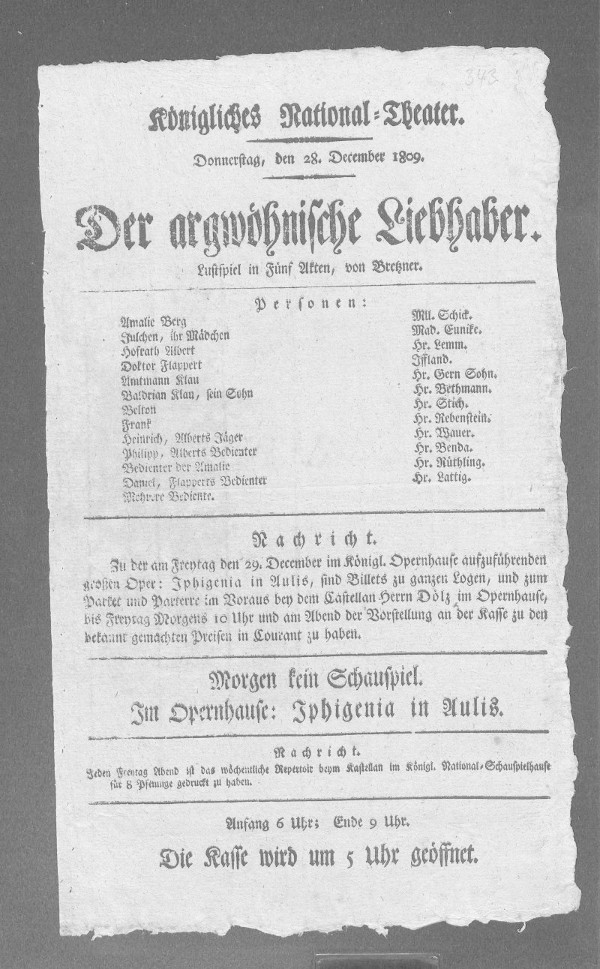 343
Königliches National-Theater.
Donnerstag, den 28. December 1809.
Der argwöhnische Liebhaber.
Lustspiel in Fünf Akten, von Bretzner.
Personen:
Amalie Berg Mll. Schick.
Julchen, ihr Mädchen Mad. Eunike.
Hofrath Albert Hr. Lemm.
Doktor Flappert Iffland.
Amtmann Klau Hr. Gern Sohn.
Baldrian Klau, sein Sohn Hr. Bethmann.
Belton Hr. Stich.
Frank Hr. Rebenstein.
Heinrich, Alberts Jäger Hr. Wauer.
Philipp, Alberts Bedienter Hr. Benda.
Bedienter der Amalie Hr. Rüthling.
Daniel, Flapperts Bedienter Hr. Lattig.
Mehrere Bediente.
Nachricht.
Zu der am Freytag den 29. December im Königl. Opernhause aufzuführenden
großen Oper: Iphigenia in Aulis, sind Billets zu ganzen Logen, und zum
Parket und Parterre im Voraus bey dem Castellan Herrn Dölz im Opernhause,
bis Freytag Morgens 10 Uhr und am Abend der Vorstellung an der Kasse zu den
bekannt gemachten Preisen in Courant zu haben.
Morgen kein Schauspiel.
Im Opernhause: Iphigenia in Aulis.
Nachricht.
Jeden Freytag Abend ist das wöchentliche Repertoir beym Kastellan im Königl. National-Schauspielhause
für 8 Pfennige gedruckt zu haben.
Anfang 6 Uhr; Ende 9 Uhr.
Die Kasse wird um 5 Uhr geöffnet.